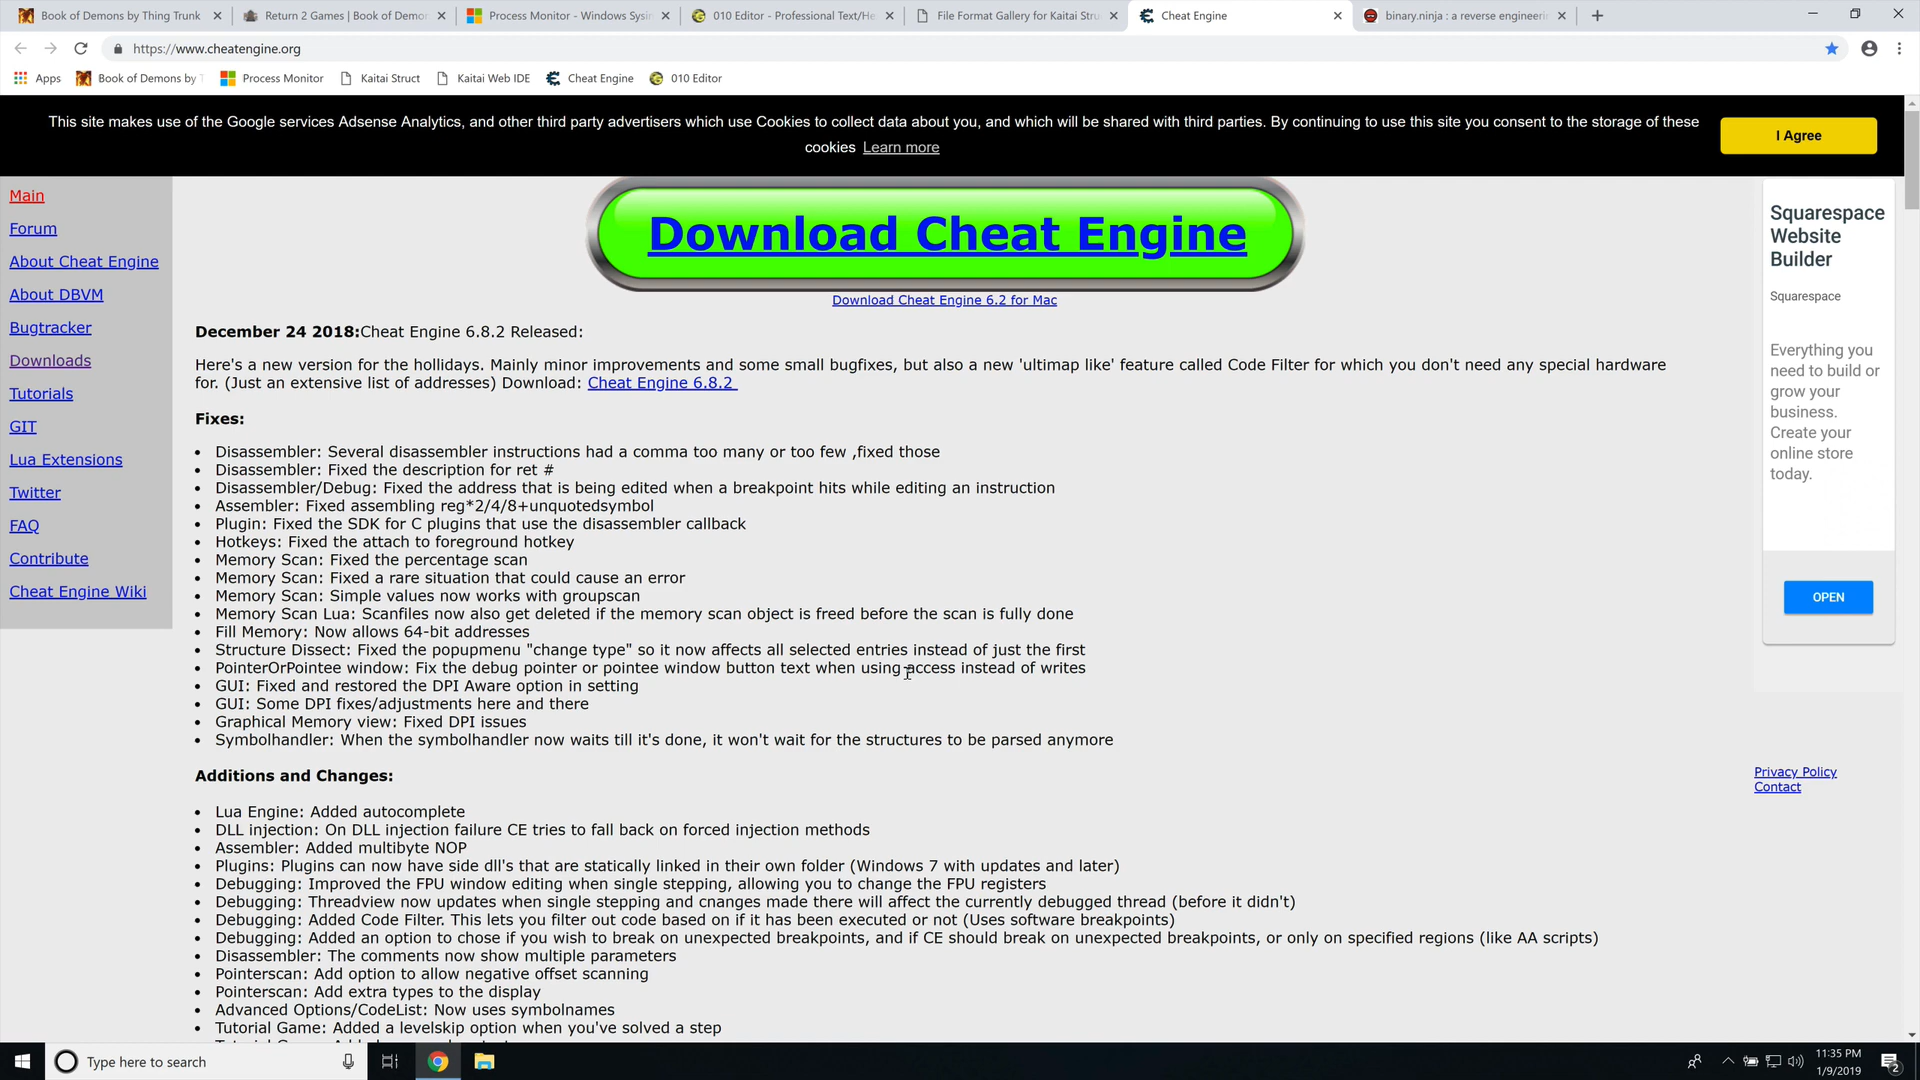 Book of Demons by Thing Trunk
Return 2 Games | Book of Demon
Process Monitor - Windows Sysin
010 Editor - Professional Text/He
File Format Gallery for Kaitai Stru
Cheat Engine
binary.ninja : a reverse engineerin
https://www.cheatengine.org
Apps
Book of Demons by T
Process Monitor
Kaitai Struct
Kaitai Web IDE
Cheat Engine
010 Editor
This site makes use of the Google services Adsense Analytics, and other third party advertisers which use Cookies to collect data about you, and which will be shared with third parties. By continuing to use this site you consent to the storage of these
cookies Learn more
I Agree
Main
Forum
About Cheat Engine
About DBVM
Bugtracker
Downloads
Tutorials
GIT
Lua Extensions
Twitter
FAQ
Contribute
Cheat Engine Wiki
Download Cheat Engine
Download Cheat Engine 6.2 for Mac
December 24 2018:Cheat Engine 6.8.2 Released:
Here's a new version for the hollidays. Mainly minor improvements and some small bugfixes, but also a new 'ultimap like' feature called Code Filter for which you don't need any special hardware
for. (Just an extensive list of addresses) Download: Cheat Engine 6.8.2
Fixes:
• Disassembler: Several disassembler instructions had a comma too many or too few ,fixed those
• Disassembler: Fixed the description for ret #
• Disassembler/Debug: Fixed the address that is being edited when a breakpoint hits while editing an instruction
• Assembler: Fixed assembling reg*2/4/8+unquotedsymbol
• Plugin: Fixed the SDK for C plugins that use the disassembler callback
• Hotkeys: Fixed the attach to foreground hotkey
• Memory Scan: Fixed the percentage scan
• Memory Scan: Fixed a rare situation that could cause an error
• Memory Scan: Simple values now works with groupscan
• Memory Scan Lua: Scanfiles now also get deleted if the memory scan object is freed before the scan is fully done
• Fill Memory: Now allows 64-bit addresses
• Structure Dissect: Fixed the popupmenu "change type" so it now affects all selected entries instead of just the first
• PointerOrPointee window: Fix the debug pointer or pointee window button text when using access instead of writes
• GUI: Fixed and restored the DPI Aware option in setting
• GUI: Some DPI fixes/adjustments here and there
• Graphical Memory view: Fixed DPI issues
• Symbolhandler: When the symbolhandler now waits till it's done, it won't wait for the structures to be parsed anymore
Additions and Changes:
• Lua Engine: Added autocomplete
• DLL injection: On DLL injection failure CE tries to fall back on forced injection methods
• Assembler: Added multibyte NOP
• Plugins: Plugins can now have side dll's that are statically linked in their own folder (Windows 7 with updates and later)
• Debugging: Improved the FPU window editing when single stepping, allowing you to change the FPU registers
• Debugging: Threadview now updates when single stepping and changes made there will affect the currently debugged thread (before it didn't)
• Debugging: Added Code Filter. This lets you filter out code based on if it has been executed or not (Uses software breakpoints)
• Debugging: Added an option to chose if you wish to break on unexpected breakpoints, and if CE should break on unexpected breakpoints, or only on specified regions (like AA scripts)
• Disassembler: The comments now show multiple parameters
• Pointerscan: Add option to allow negative offset scanning
• Pointerscan: Add extra types to the display
• Advanced Options/CodeList: Now uses symbolnames
• Tutorial Game: Added a levelskip option when you've solved a step
Squarespace
Website
Builder
Squarespace
Everything you
need to build or
grow your
business.
Create your
online store
today.
OPEN
Privacy Policy
Contact
Type here to search
11:35 PM
1/9/2019
2